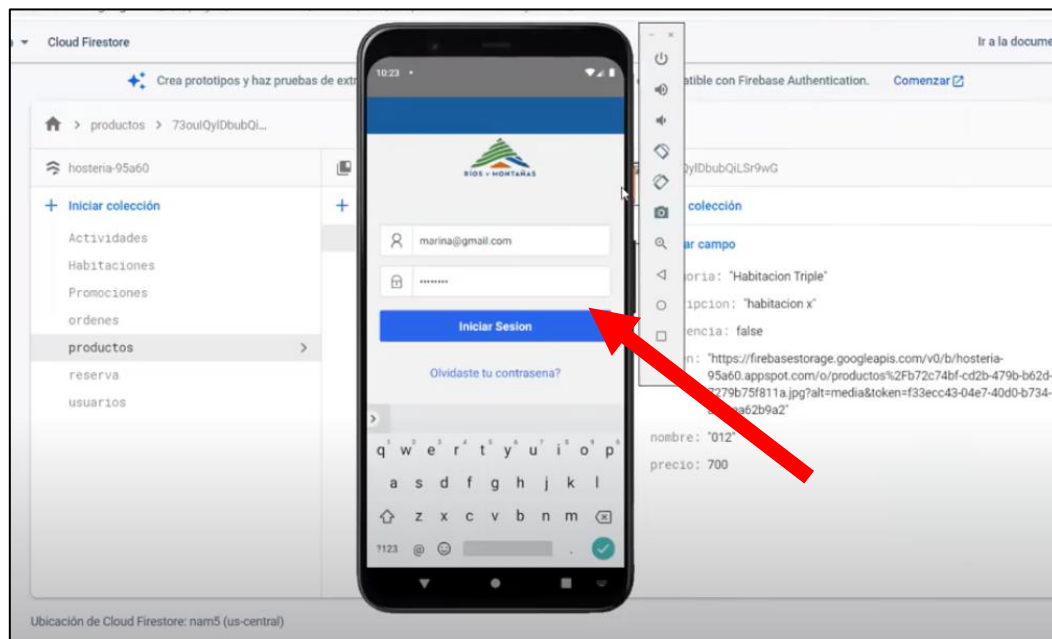 Cloud Firestore
Ir a la docume
Crea prototipos y haz pruebas de extr
atible con Firebase Authentication. Comenzar
productos > 73oulQylDbubQi...
hosteria-95a60
QylDbubQiLSr9wG
+ Iniciar colección
+
colección
Actividades
Habitaciones
Promociones
ordenes
productos >
reserva
usuarios
ar campo
oria: "Habitacion Triple"
ipcion: "habitacion x"
encia: false
n: "https://firebasestorage.googleapis.com/v0/b/hosteria-
95a60.appspot.com/o/productos%2Fb72c74bf-cd2b-479b-b62d-
7279b75f811a.jpg?alt=media&token=f33ecc43-04e7-40d0-b734-
a62b9a2"
nombre: "012"
precio: 700
10:23
RÍOS Y MONTAÑAS
marina@gmail.com
Iniciar Sesion
Olvidaste tu contrasena?
q w e r t y u i o p
a s d f g h j k l
z x c v b n m
?123 @ .
Ubicación de Cloud Firestore: nam5 (us-central)